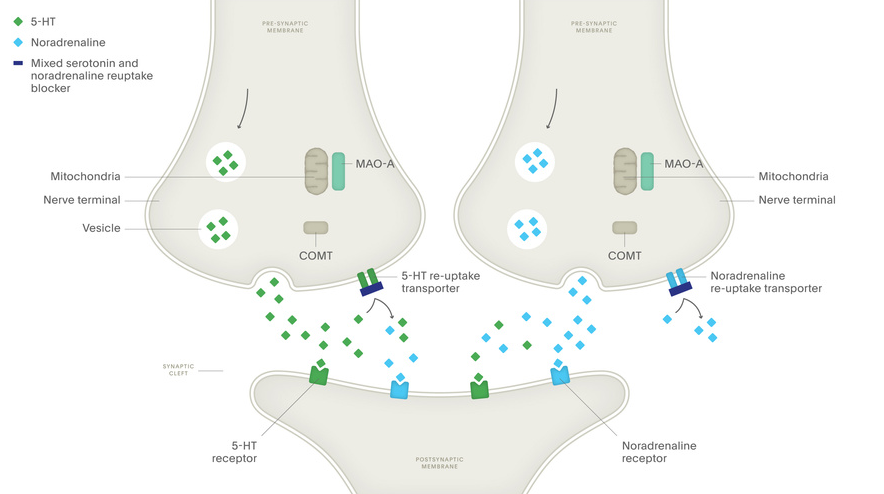 5-HT
Noradrenaline
Mixed serotonin and
noradrenaline reuptake
blocker
PRE-SYNAPTIC
MEMBRANE
PRE-SYNAPTIC
MEMBRANE
MAO-A
MAO-A
Mitochondria
Mitochondria
Nerve terminal
Nerve terminal
Vesicle
COMT
COMT
5-HT re-uptake
transporter
Noradrenaline
re-uptake transporter
SYNAPTIC
CLEFT
5-HT
receptor
Noradrenaline
receptor
POSTSYNAPTIC
MEMBRANE